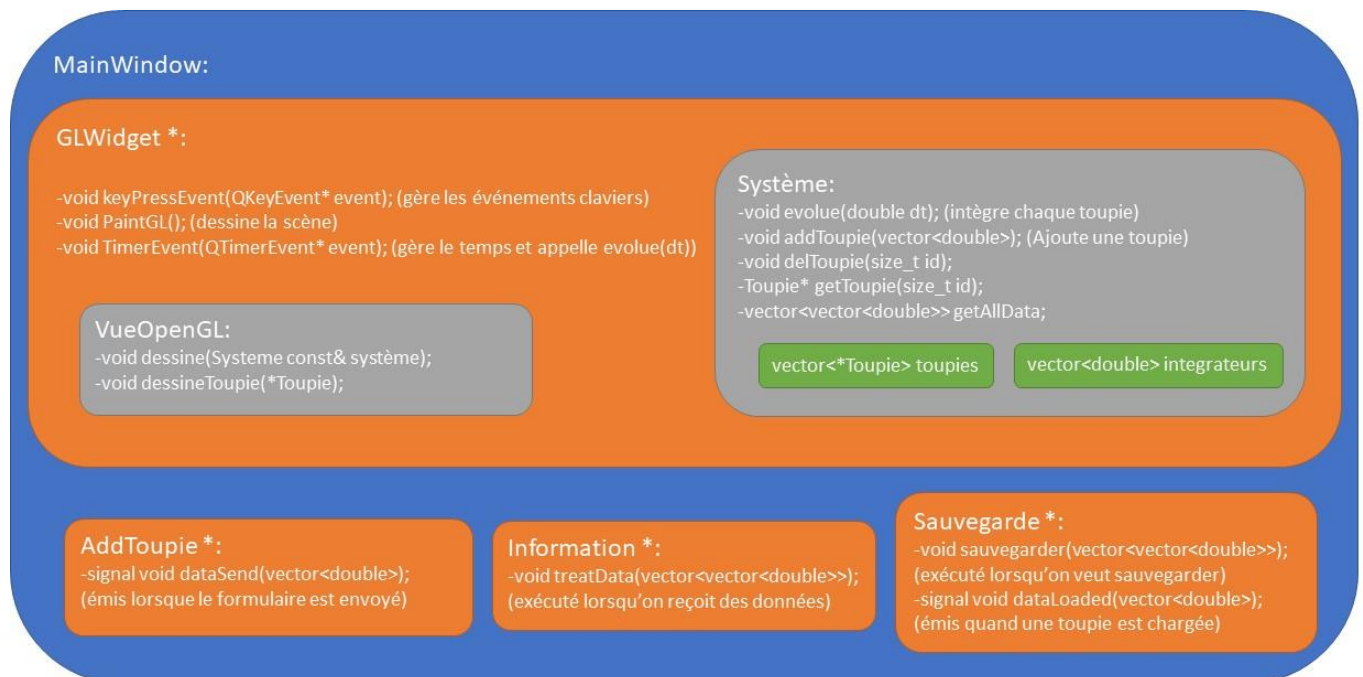 MainWindow:
GLWidget *:
-void keyPressEvent(QKeyEvent* event); (gère les événements claviers)
-void PaintGL(); (dessine la scène)
-void TimerEvent(QTimerEvent* event); (gère le temps et appelle evolue(dt))
VueOpenGL:
-void dessine(Systeme const& système);
-void dessineToupie(*Toupie);
Système:
-void evolue(double dt); (intègre chaque toupie)
-void addToupie(vector<double>); (Ajoute une toupie)
-void delToupie(size_t id);
-Toupie* getToupie(size_t id);
-vector<vector<double>> getAllData;
vector<*Toupie> toupies
vector<double> integrateurs
AddToupie *:
-signal void dataSend(vector<double>);
(émis lorsque le formulaire est envoyé)
Information *:
-void treatData(vector<vector<double>>);
(exécuté lorsqu’on reçoit des données)
Sauvegarde *:
-void sauvegarder(vector<vector<double>>);
(exécuté lorsqu’on veut sauvegarder)
-signal void dataLoaded(vector<double>);
(émis quand une toupie est chargée)